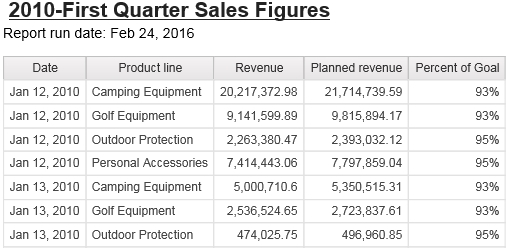 2010-First Quarter Sales Figures
Report run date: Feb 24, 2016
Date Product line Revenue Planned revenue Percent of Goal
Jan 12, 2010 Camping Equipment 20,217,372.98 21,714,739.59 93%
Jan 12, 2010 Golf Equipment 9,141,599.89 9,815,894.17 93%
Jan 12, 2010 Outdoor Protection 2,263,380.47 2,393,032.12 95%
Jan 12, 2010 Personal Accessories 7,414,443.06 7,797,859.04 95%
Jan 13, 2010 Camping Equipment 5,000,710.6 5,350,515.31 93%
Jan 13, 2010 Golf Equipment 2,536,524.65 2,723,837.61 93%
Jan 13, 2010 Outdoor Protection 474,025.75 496,960.85 95%